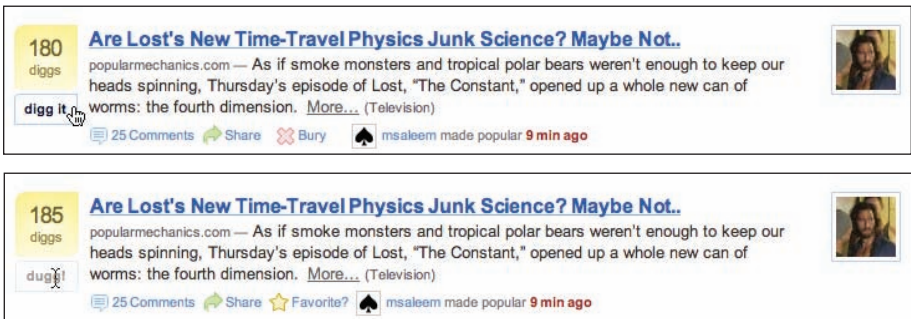 180
diggs
digg it
Are Lost's New Time-Travel Physics Junk Science? Maybe Not..
popularmechanics.com — As if smoke monsters and tropical polar bears weren't enough to keep our
heads spinning, Thursday's episode of Lost, "The Constant," opened up a whole new can of
worms: the fourth dimension. More... (Television)
25 Comments Share Bury msaleem made popular 9 min ago
185
diggs
dugg!
Are Lost's New Time-Travel Physics Junk Science? Maybe Not..
popularmechanics.com — As if smoke monsters and tropical polar bears weren't enough to keep our
heads spinning, Thursday's episode of Lost, "The Constant," opened up a whole new can of
worms: the fourth dimension. More... (Television)
25 Comments Share Favorite? msaleem made popular 9 min ago